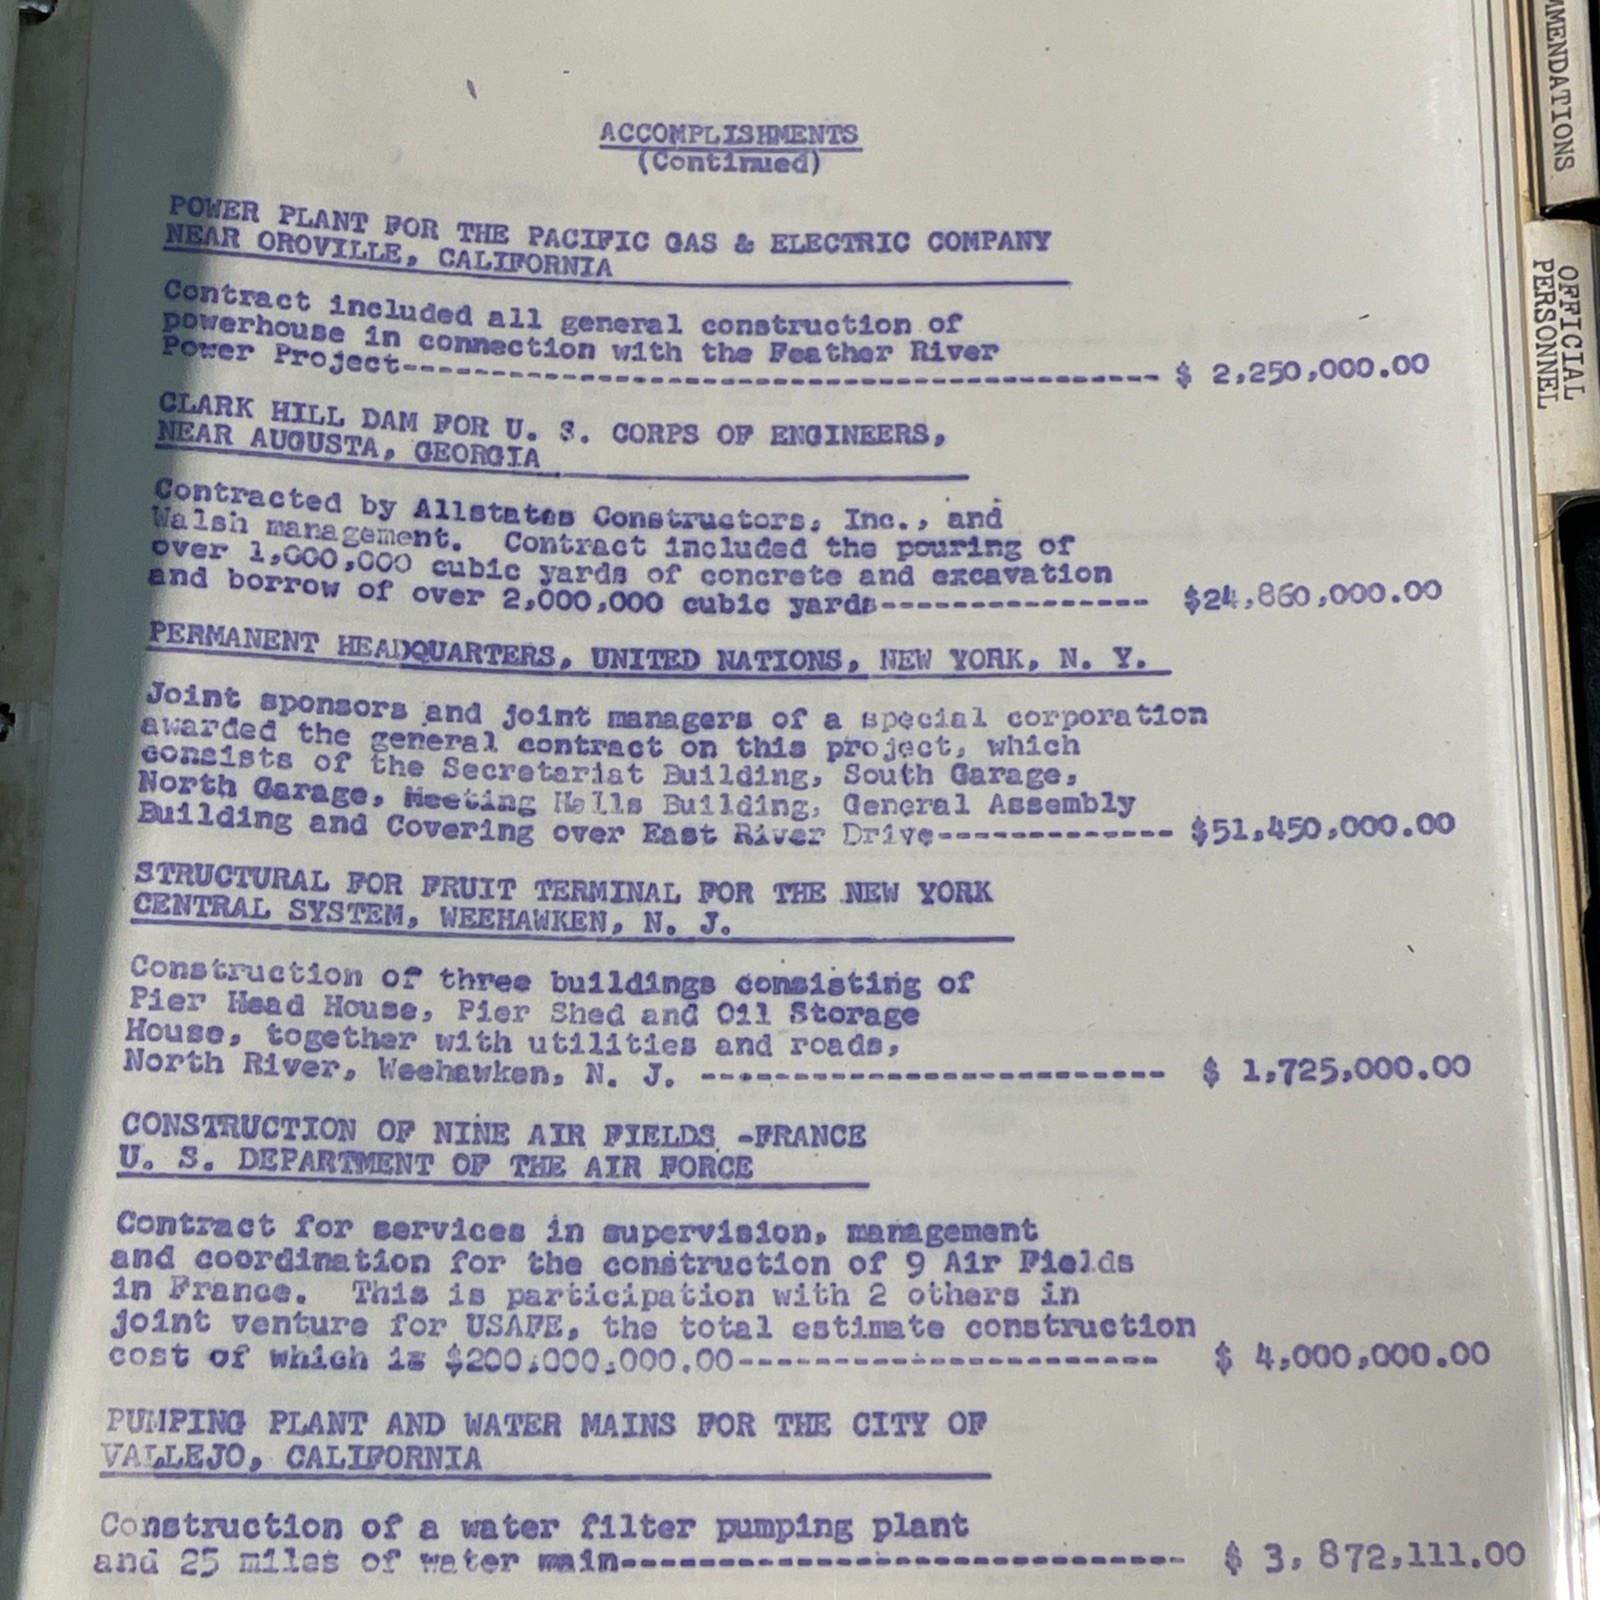 ACCOMPLISHMENTS
(Continued)
POWER PLANT FOR THE PACIFIC GAS & ELECTRIC COMPANY
NEAR OROVILLE, CALIFORNIA
Contract included all general construction of
powerhouse in connection with the Feather River
Power Project------------------------------------------- $ 2,250,000.00
CLARK HILL DAM FOR U. S. CORPS OF ENGINEERS,
NEAR AUGUSTA, GEORGIA
Contracted by Allstates Constructors, Inc., and
Walsh management. Contract included the pouring of
over 1,000,000 cubic yards of concrete and excavation
and borrow of over 2,000,000 cubic yards--------------- $24,860,000.00
PERMANENT HEADQUARTERS, UNITED NATIONS, NEW YORK, N. Y.
Joint sponsors and joint managers of a special corporation
awarded the general contract on this project, which
consists of the Secretariat Building, South Garage,
North Garage, Meeting Halls Building, General Assembly
Building and Covering over East River Drive------------- $51,450,000.00
STRUCTURAL FOR FRUIT TERMINAL FOR THE NEW YORK
CENTRAL SYSTEM, WEEHAWKEN, N. J.
Construction of three buildings consisting of
Pier Head House, Pier Shed and Oil Storage
House, together with utilities and roads,
North River, Weehawken, N. J. -------------------------- $ 1,725,000.00
CONSTRUCTION OF NINE AIR FIELDS -FRANCE
U. S. DEPARTMENT OF THE AIR FORCE
Contract for services in supervision, management
and coordination for the construction of 9 Air Fields
in France. This is participation with 2 others in
joint venture for USAFE, the total estimate construction
cost of which is $200,000,000.00------------------------ $ 4,000,000.00
PUMPING PLANT AND WATER MAINS FOR THE CITY OF
VALLEJO, CALIFORNIA
Construction of a water filter pumping plant
and 25 miles of water main-------------------------------- $ 3,872,111.00
MMENDATIONS
OFFICIAL
PERSONNEL